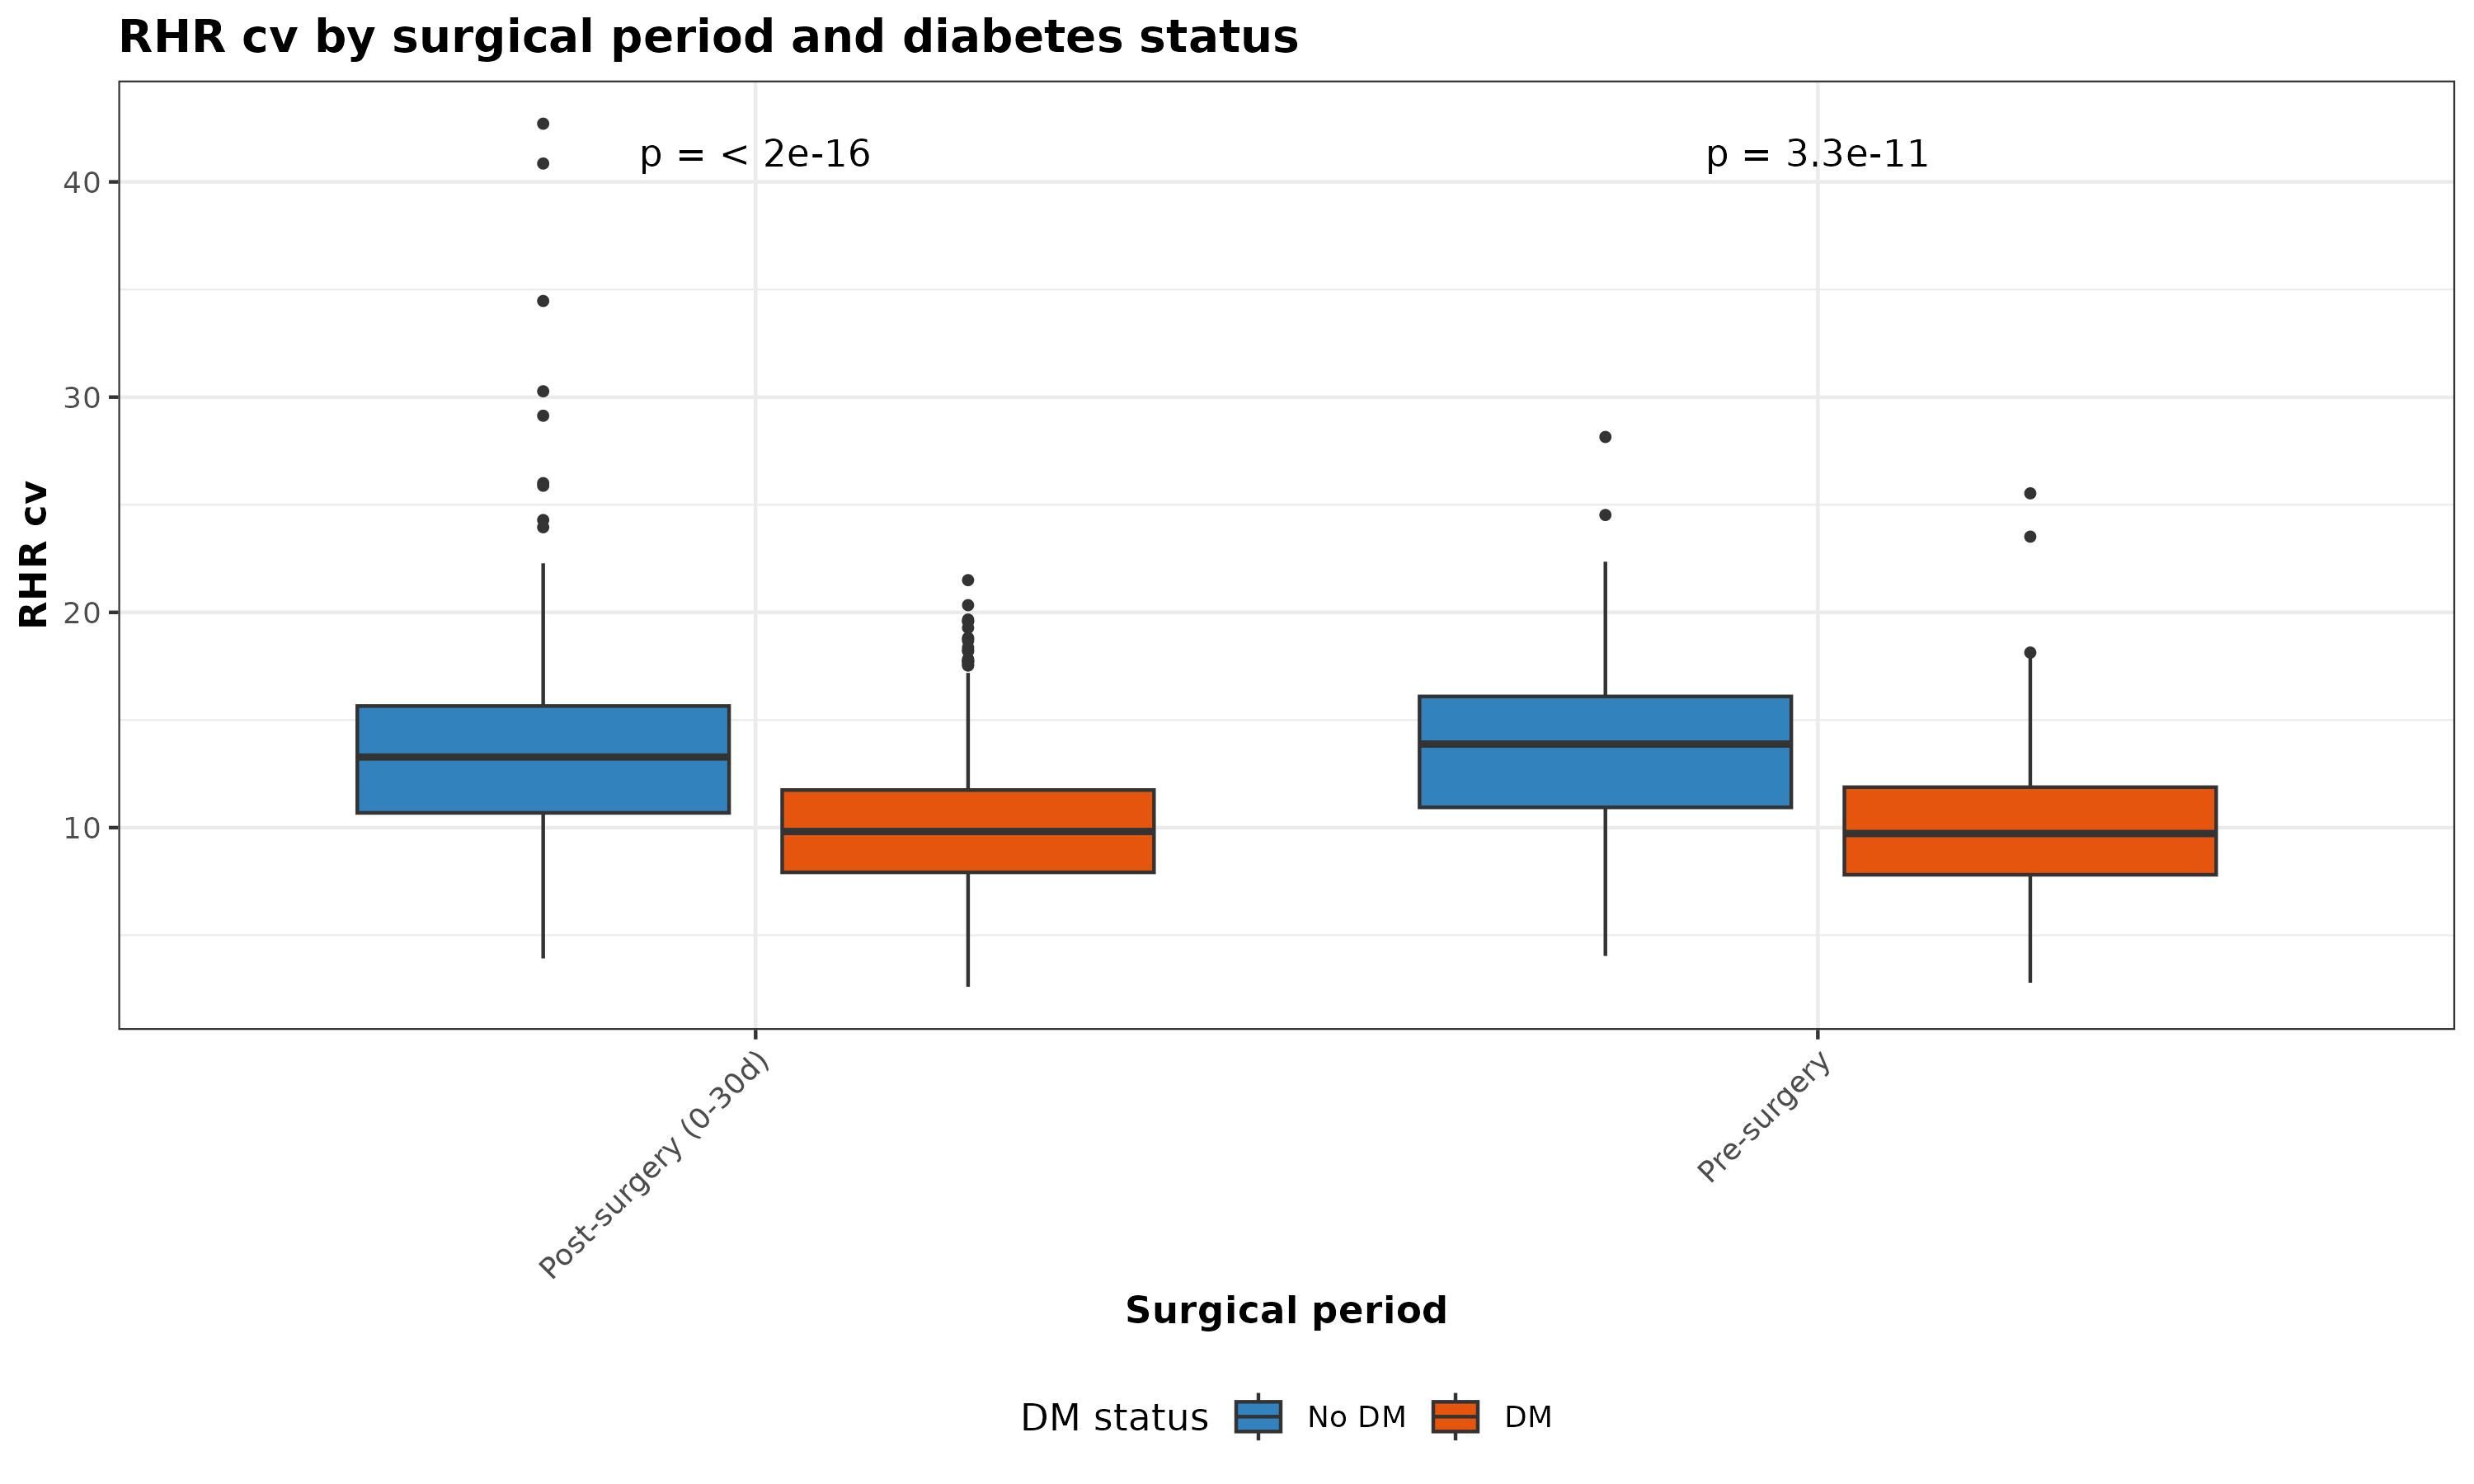 RHR cv by surgical period and diabetes status
p = < 2e-16
p = 3.3e-11
40
30
20
10
RHR cv
Post-surgery (0-30d)
Pre-surgery
Surgical period
DM status
No DM
DM